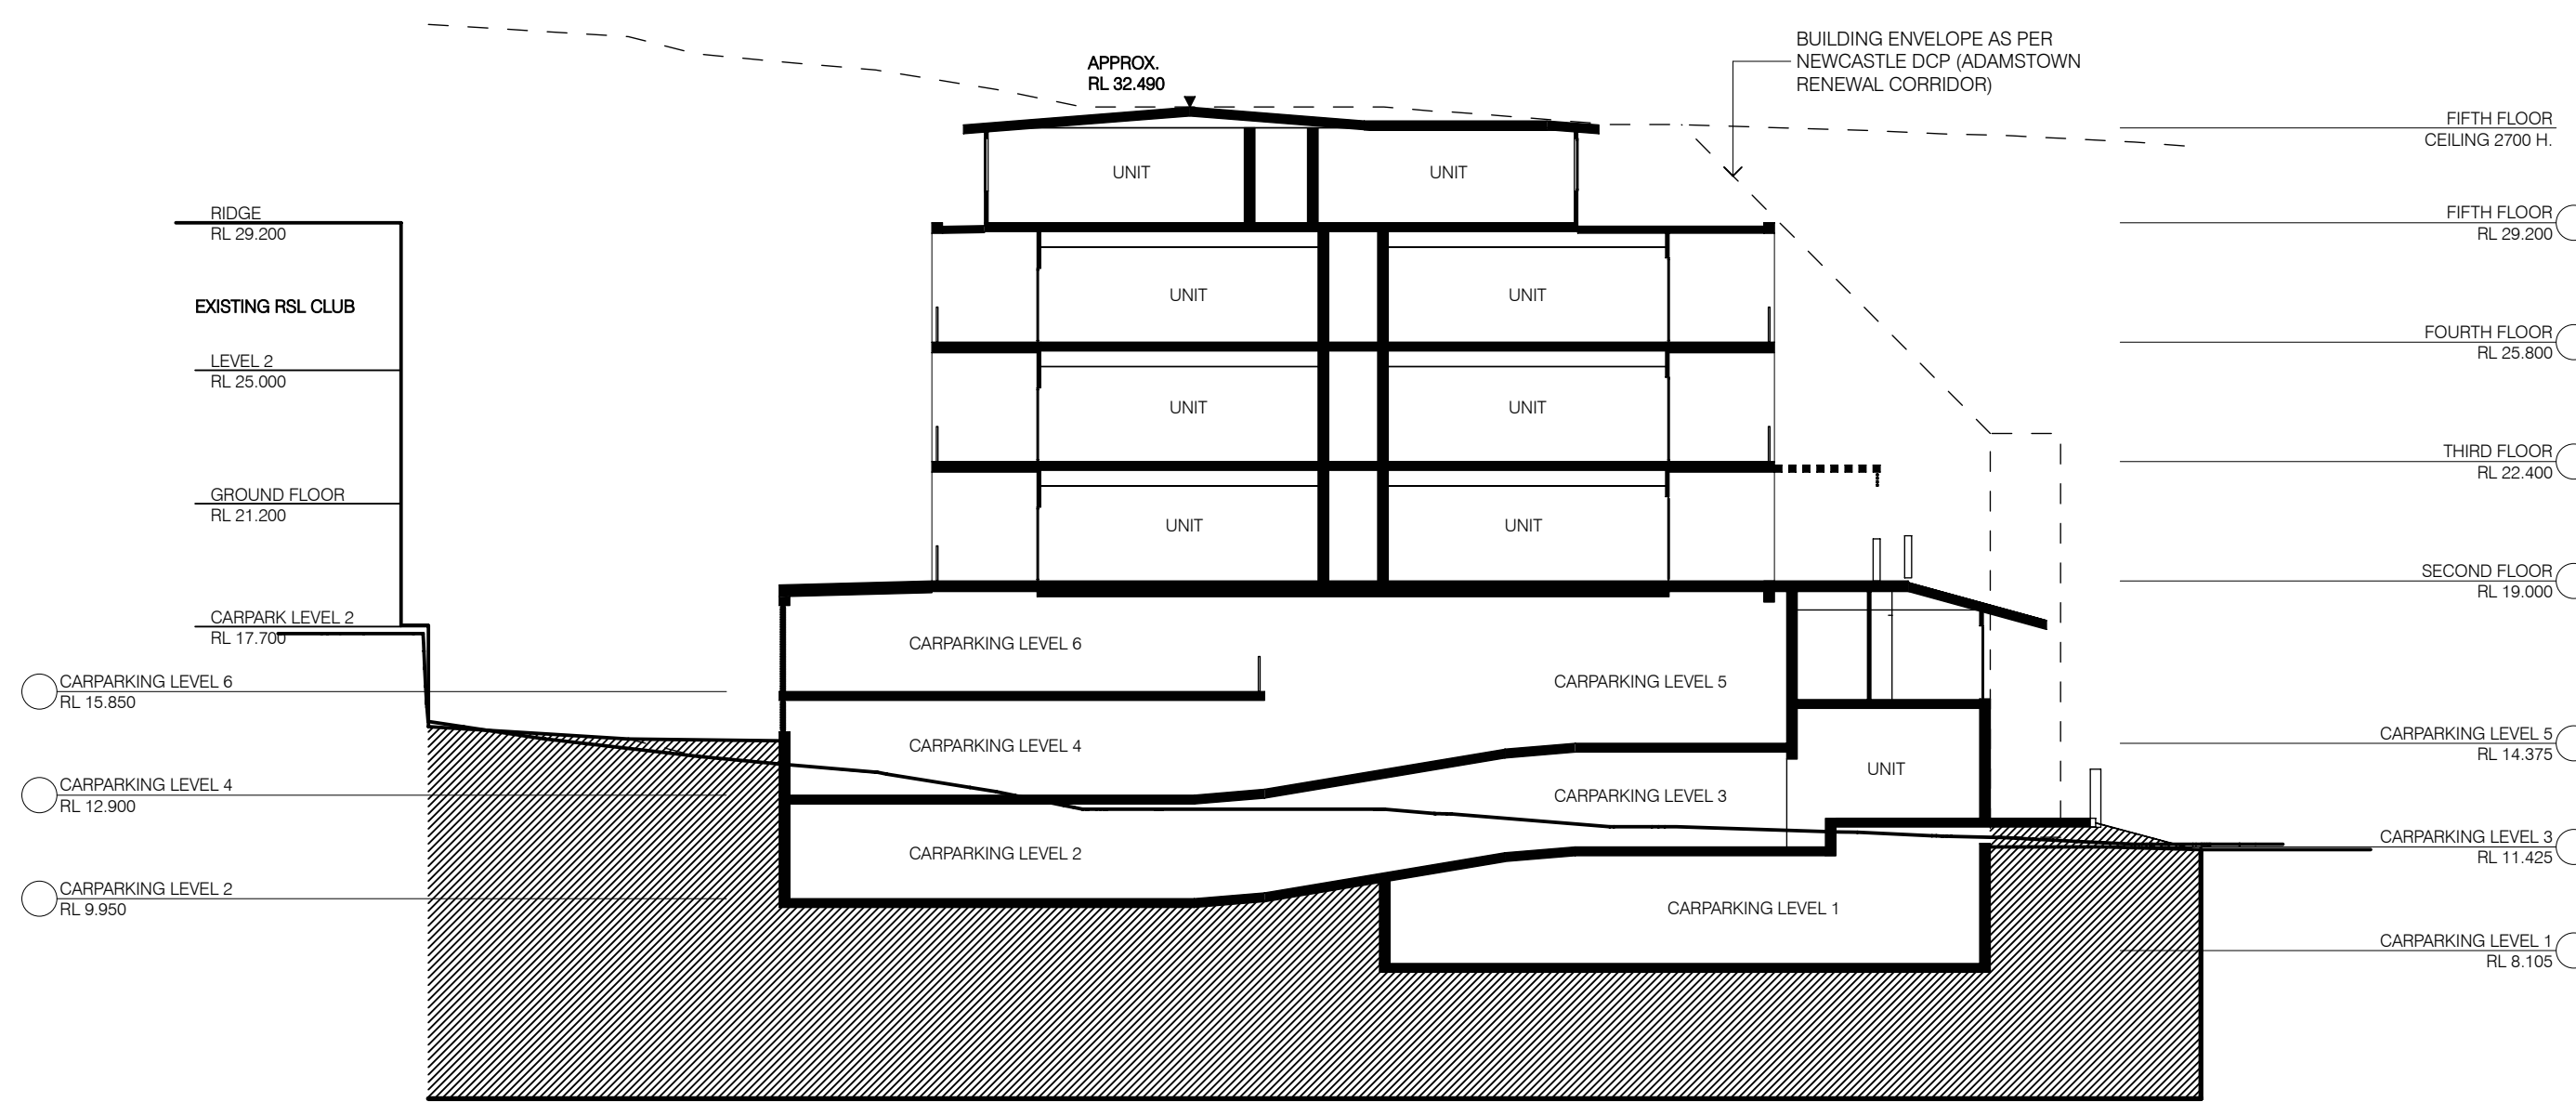 BUILDING ENVELOPE AS PER
NEWCASTLE DCP (ADAMSTOWN
RENEWAL CORRIDOR)
APPROX.
RL 32.490
FIFTH FLOOR
CEILING 2700 H.
UNIT
UNIT
RIDGE
RL 29.200
FIFTH FLOOR
RL 29.200
EXISTING RSL CLUB
UNIT
UNIT
FOURTH FLOOR
RL 25.800
LEVEL 2
RL 25.000
UNIT
UNIT
THIRD FLOOR
RL 22.400
GROUND FLOOR
RL 21.200
UNIT
UNIT
SECOND FLOOR
RL 19.000
CARPARK LEVEL 2
RL 17.700
CARPARKING LEVEL 6
CARPARKING LEVEL 5
CARPARKING LEVEL 6
RL 15.850
CARPARKING LEVEL 4
CARPARKING LEVEL 5
RL 14.375
UNIT
CARPARKING LEVEL 4
RL 12.900
CARPARKING LEVEL 3
CARPARKING LEVEL 2
CARPARKING LEVEL 3
RL 11.425
CARPARKING LEVEL 2
RL 9.950
CARPARKING LEVEL 1
CARPARKING LEVEL 1
RL 8.105